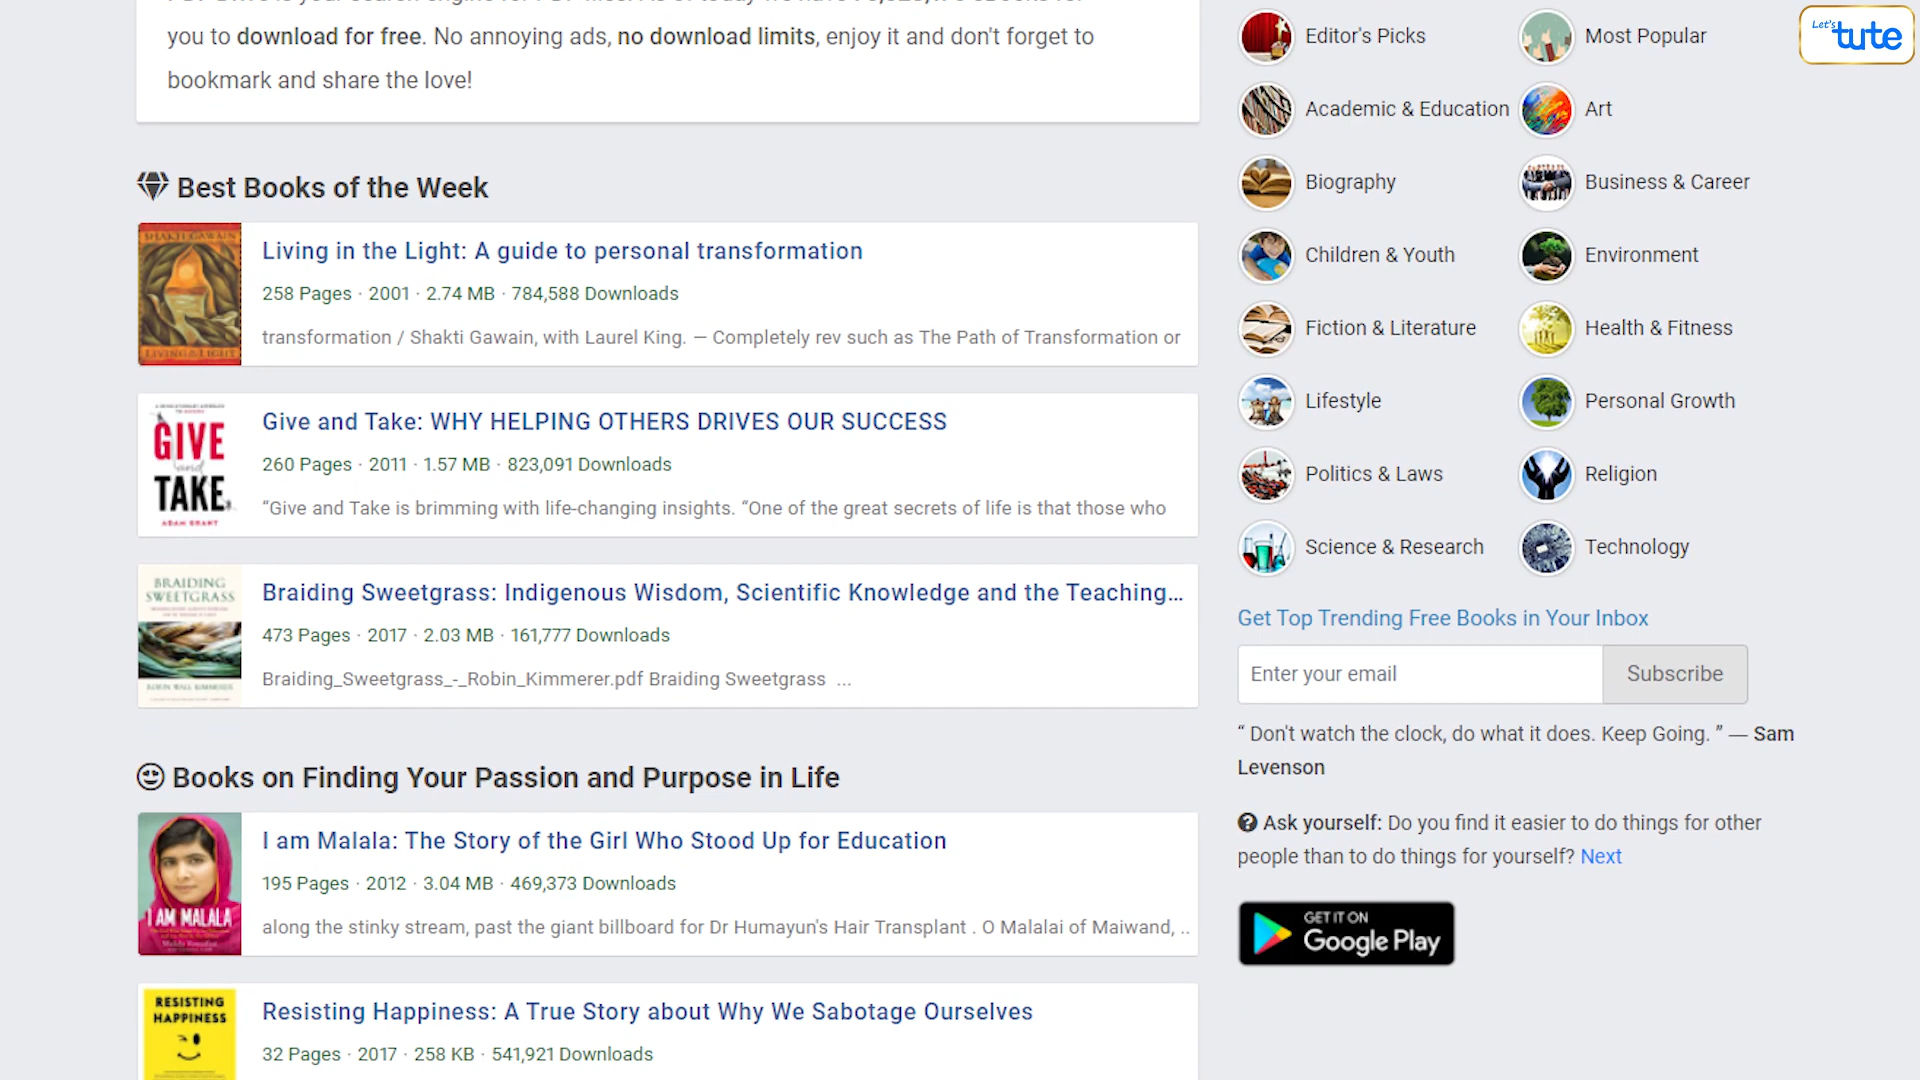 you to download for free. No annoying ads, no download limits, enjoy it and don't forget to
bookmark and share the love!
Best Books of the Week
SHAKTI GAWAIN
LIVING IN THE LIGHT
Living in the Light: A guide to personal transformation
258 Pages · 2001 · 2.74 MB · 784,588 Downloads
transformation / Shakti Gawain, with Laurel King. — Completely rev such as The Path of Transformation or
GIVE
and
TAKE
ADAM GRANT
Give and Take: WHY HELPING OTHERS DRIVES OUR SUCCESS
260 Pages · 2011 · 1.57 MB · 823,091 Downloads
“Give and Take is brimming with life-changing insights. “One of the great secrets of life is that those who
BRAIDING
SWEETGRASS
ROBIN WALL KIMMERER
Braiding Sweetgrass: Indigenous Wisdom, Scientific Knowledge and the Teaching...
473 Pages · 2017 · 2.03 MB · 161,777 Downloads
Braiding_Sweetgrass_-_Robin_Kimmerer.pdf Braiding Sweetgrass ...
Books on Finding Your Passion and Purpose in Life
I AM MALALA
I am Malala: The Story of the Girl Who Stood Up for Education
195 Pages · 2012 · 3.04 MB · 469,373 Downloads
along the stinky stream, past the giant billboard for Dr Humayun's Hair Transplant . O Malalai of Maiwand, ..
RESISTING
HAPPINESS
Resisting Happiness: A True Story about Why We Sabotage Ourselves
32 Pages · 2017 · 258 KB · 541,921 Downloads
Editor's Picks
Most Popular
Academic & Education
Art
Biography
Business & Career
Children & Youth
Environment
Fiction & Literature
Health & Fitness
Lifestyle
Personal Growth
Politics & Laws
Religion
Science & Research
Technology
Get Top Trending Free Books in Your Inbox
Enter your email
Subscribe
“ Don't watch the clock, do what it does. Keep Going. ” — Sam
Levenson
Ask yourself: Do you find it easier to do things for other
people than to do things for yourself? Next
GET IT ON
Google Play
Let's
tute